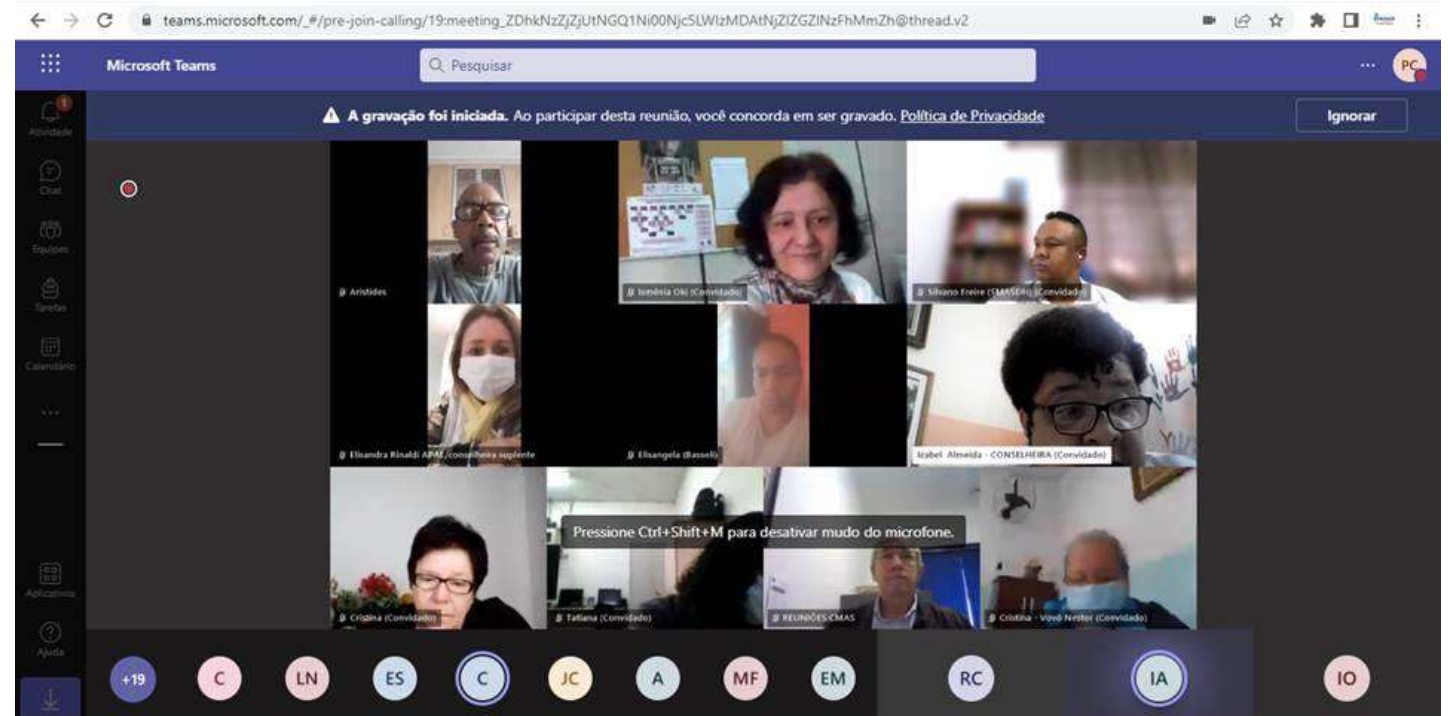 teams.microsoft.com/_#/pre-join-calling/19:meeting_ZDhkNzZjZjUtNGQ1Ni00Njc5LWIzMDAtNjZlZGZlNzFhMmZh@thread.v2
Microsoft Teams
Pesquisar
PC
1
Atividade
A gravação foi iniciada. Ao participar desta reunião, você concorda em ser gravado. Política de Privacidade
Ignorar
Chat
Equipes
Tarefas
Calendário
Aristides
Isménia Oki (Convidado)
Silvano Freire (SMASDH) (Convidado)
Elisandra Rinaldi APAE/conselheira suplente
Elisangela (Basseli)
Izabel Almeida - CONSELHEIRA (Convidado)
Pressione Ctrl+Shift+M para desativar mudo do microfone.
Cristina (Convidado)
Tatiana (Convidado)
REUNIÕES CMAS
Cristina - Vovô Nestor (Convidado)
Aplicativos
Ajuda
+19
C
LN
ES
C
JC
A
MF
EM
RC
IA
IO